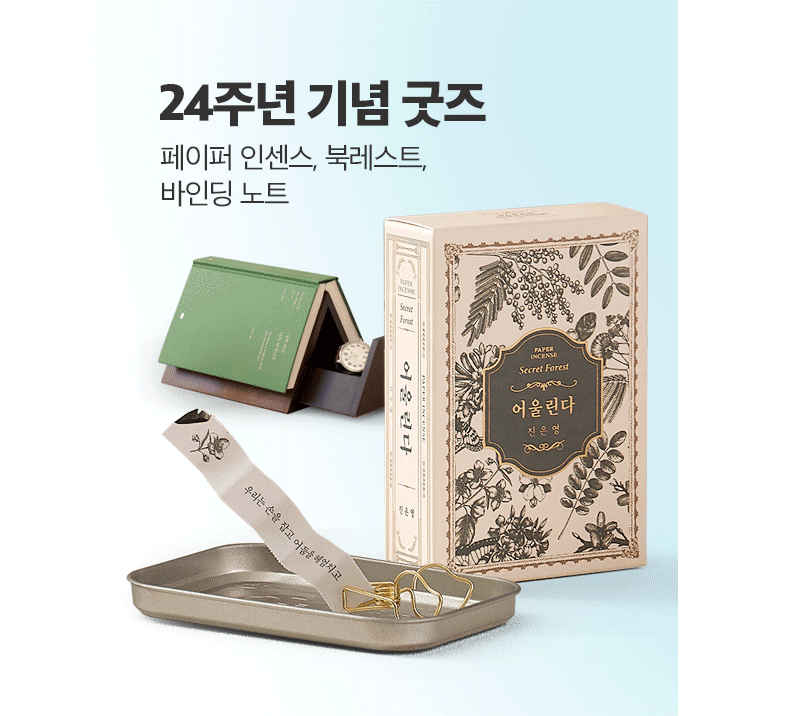 24주년 기념 굿즈
페이퍼 인센스, 북레스트,
바인딩 노트
PAPER
INCENSE
Secret
Forest
어울린다
PAPER INCENSE
진은영
PAPER
INCENSE
Secret Forest
어울린다
진은영
우리는 손을 잡고 어둠을 헤엄치고